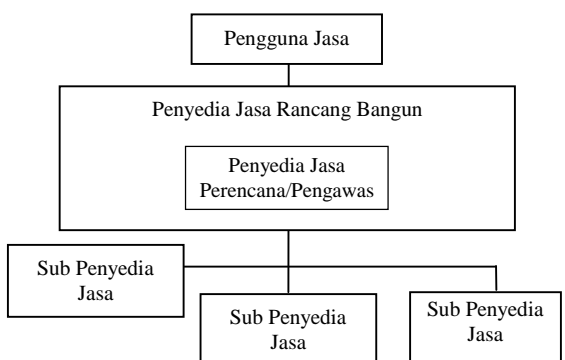 Pengguna Jasa
Penyedia Jasa Rancang Bangun
Penyedia Jasa
Perencana/Pengawas
Sub Penyedia
Jasa
Sub Penyedia
Jasa
Sub Penyedia
Jasa